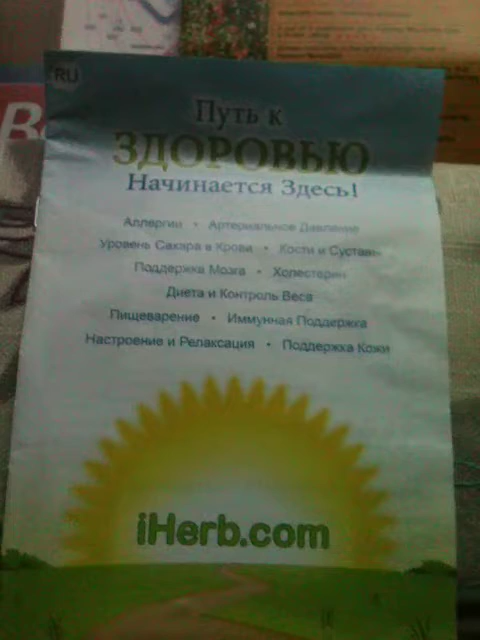 RU
Путь к
ЗДОРОВЬЮ
Начинается Здесь!
Аллергии • Артериальное Давление
Уровень Сахара в Крови • Кости и Суставы
Поддержка Мозга • Холестерин
Диета и Контроль Веса
Пищеварение • Иммунная Поддержка
Настроение и Релаксация • Поддержка Кожи
iHerb.com